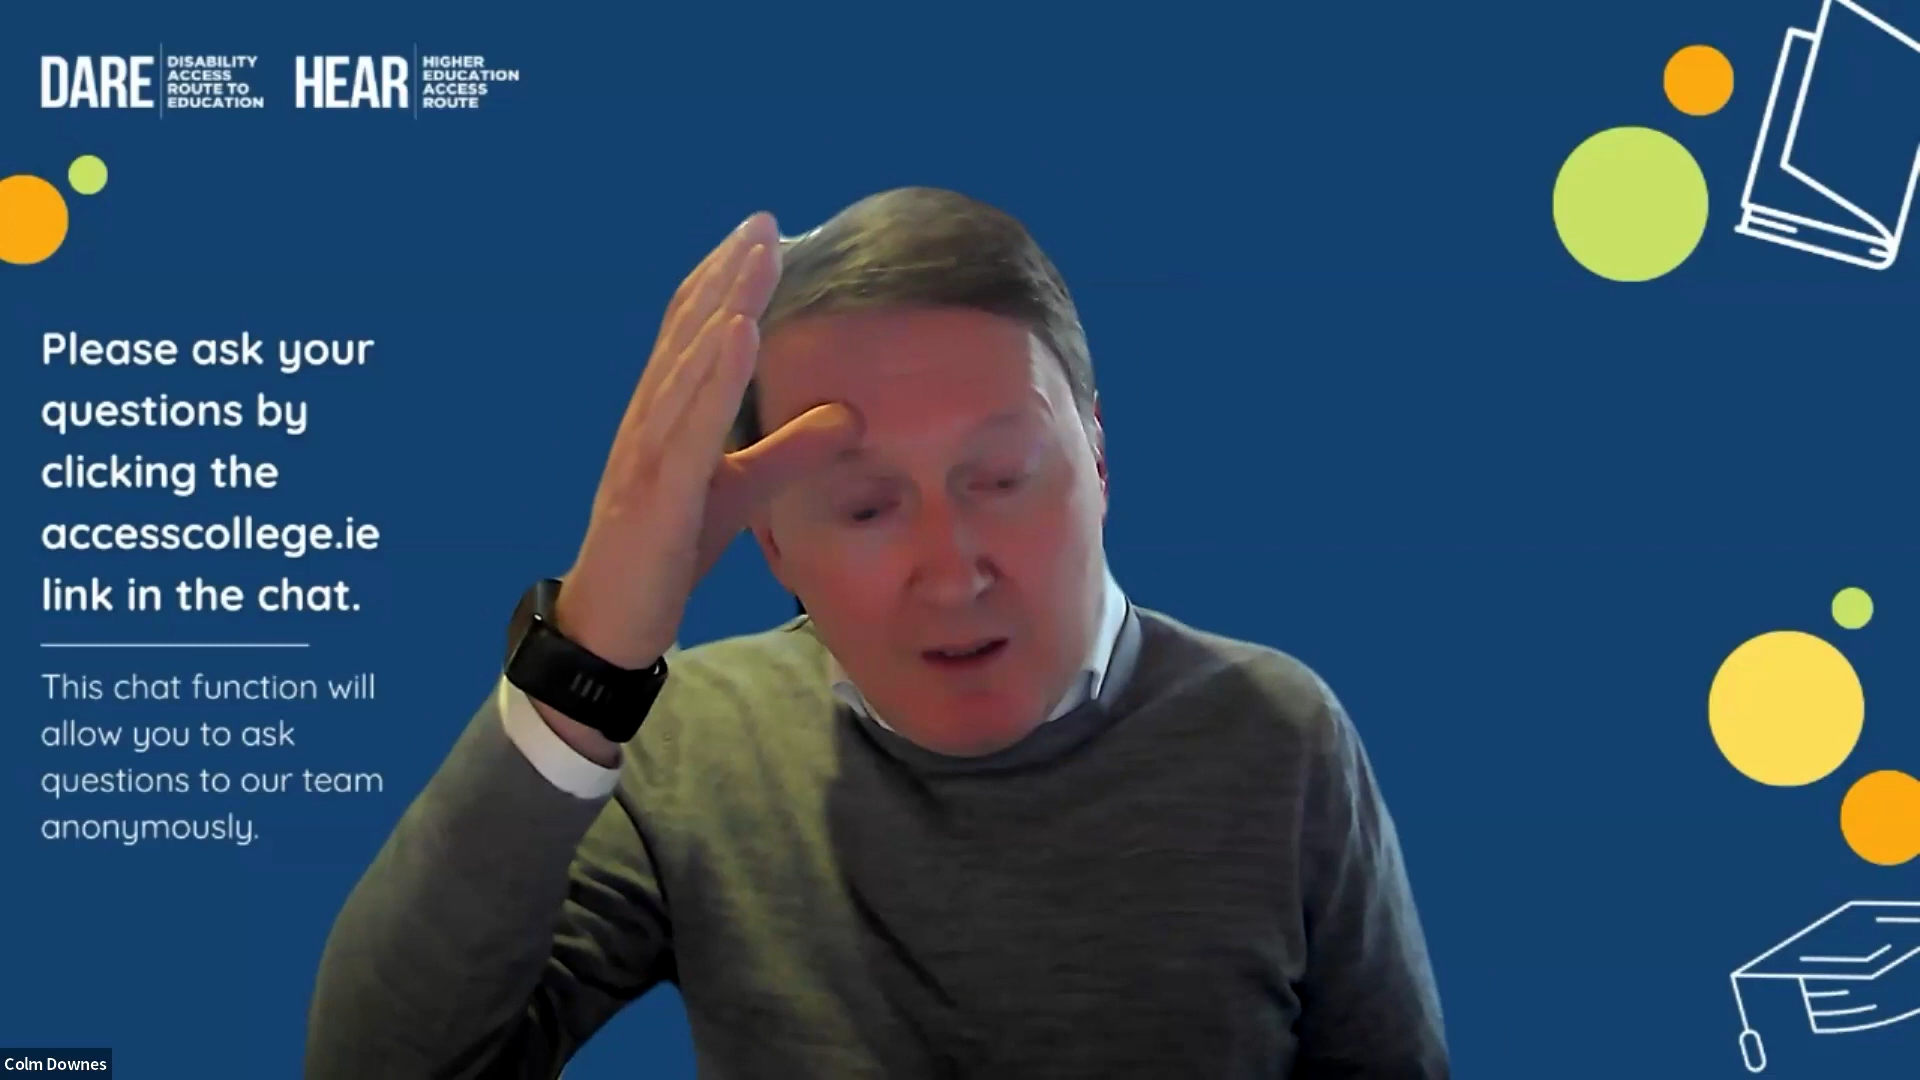 DARE
DISABILITY
ACCESS
ROUTE TO
EDUCATION
HEAR
HIGHER
EDUCATION
ACCESS
ROUTE
Please ask your
questions by
clicking the
accesscollege.ie
link in the chat.
This chat function will
allow you to ask
questions to our team
anonymously.
Colm Downes